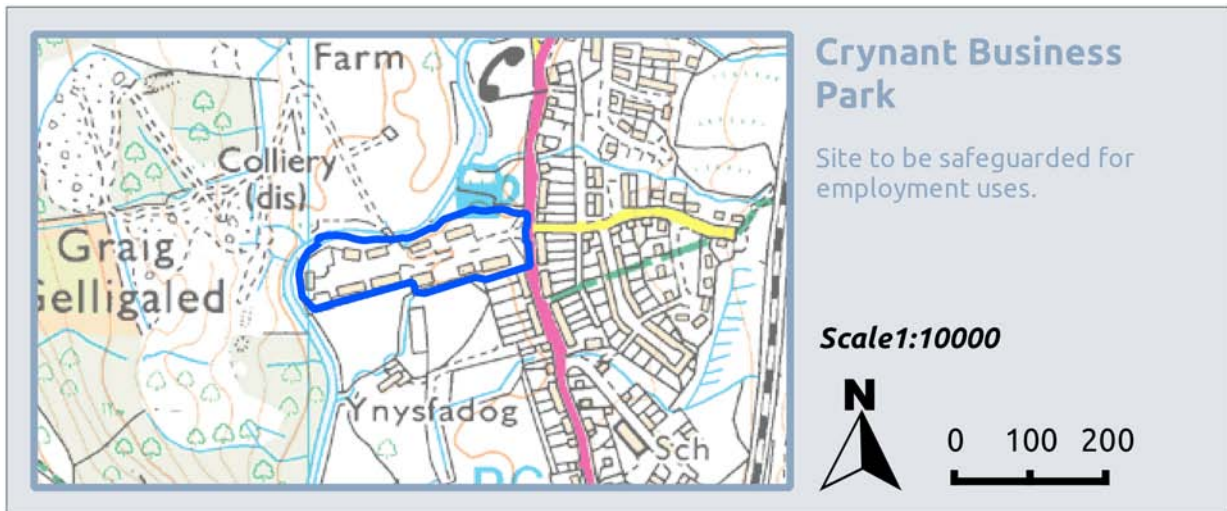 Farm
Colliery
(dis)
Graig
Gelligaled
Ynysfadog
Sch
PC
Crynant Business
Park
Site to be safeguarded for
employment uses.
Scale1:10000
N
0 100 200